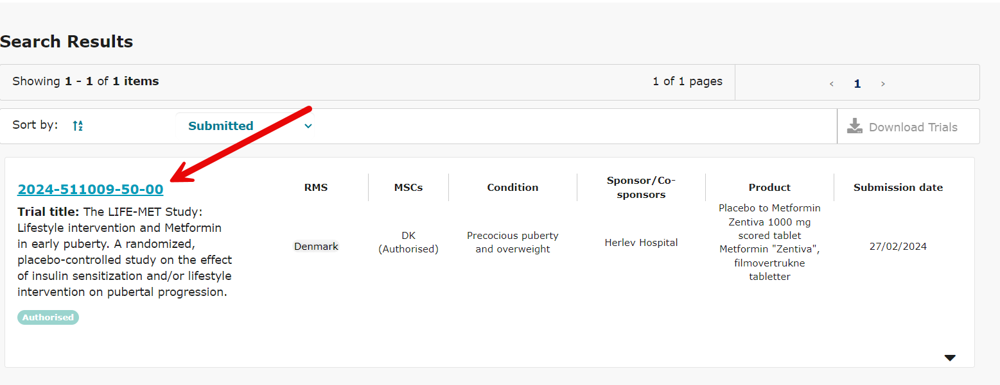 Search Results
Showing 1 - 1 of 1 items
1 of 1 pages
‹ 1 ›
Sort by:
Submitted
Download Trials
2024-511009-50-00
Trial title: The LIFE-MET Study:
Lifestyle intervention and Metformin
in early puberty. A randomized,
placebo-controlled study on the effect
of insulin sensitization and/or lifestyle
intervention on pubertal progression.
Authorised
RMS
Denmark
MSCs
DK
(Authorised)
Condition
Precocious puberty
and overweight
Sponsor/Co-
sponsors
Herlev Hospital
Product
Placebo to Metformin
Zentiva 1000 mg
scored tablet
Metformin "Zentiva",
filmovertrukne
tabletter
Submission date
27/02/2024